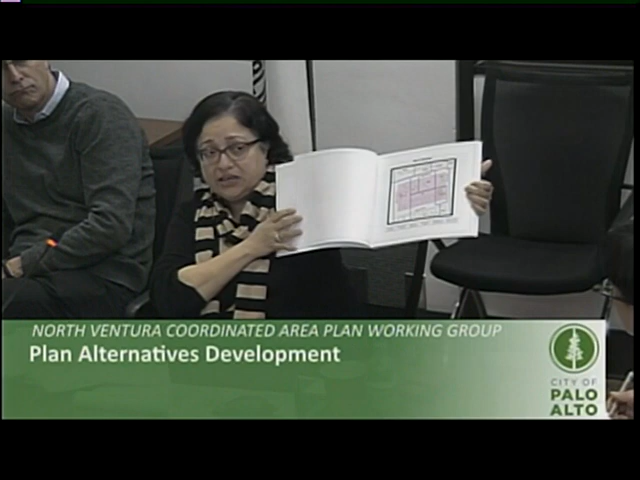 NORTH VENTURA COORDINATED AREA PLAN WORKING GROUP
Plan Alternatives Development
CITY OF
PALO
ALTO